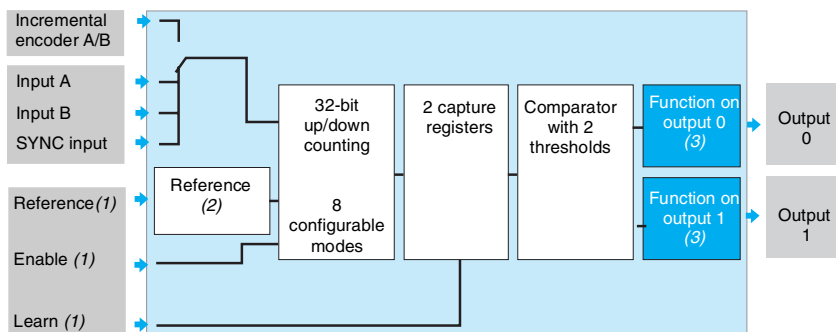 Incremental
encoder A/B
Input A
Input B
SYNC input
Reference(1)
Enable (1)
Learn (1)
Reference
(2)
32-bit
up/down
counting
8
configurable
modes
2 capture
registers
Comparator
with 2
thresholds
Function on
output 0
(3)
Function on
output 1
(3)
Output
0
Output
1